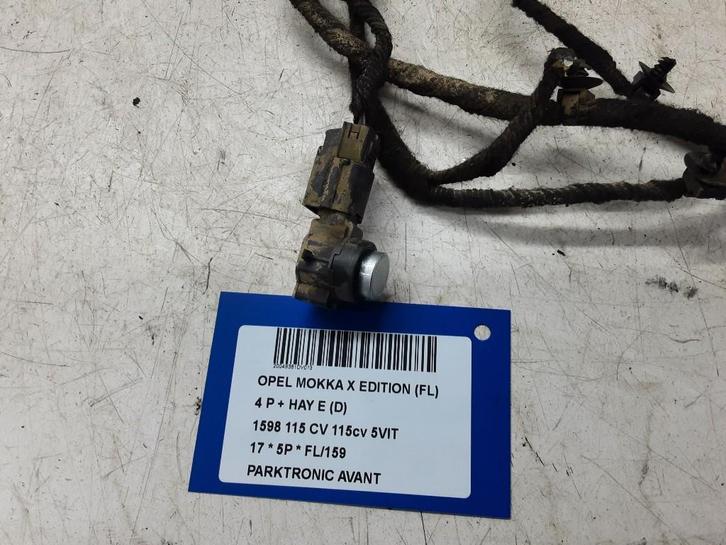 H
OPEL MOKKA X EDITION (FL)
4 P + HAY E (D)
1598 115 CV 115cv 5VIT
17 * 5P * FL/159
PARKTRONIC AVANT